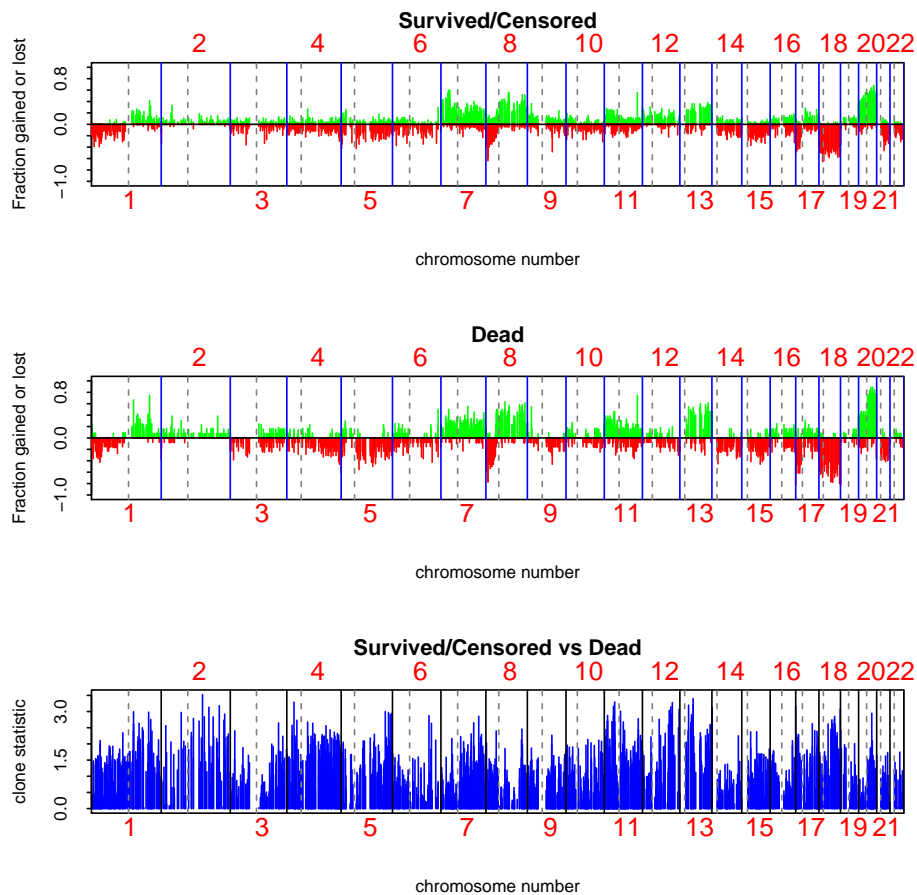 Survived/Censored
2 4 6 8 10 12 14 16 18 20 22
Fraction gained or lost
0.8
0.0
−1.0
1 3 5 7 9 11 13 15 17 19 21
chromosome number
Dead
2 4 6 8 10 12 14 16 18 20 22
Fraction gained or lost
0.8
0.0
−1.0
1 3 5 7 9 11 13 15 17 19 21
chromosome number
Survived/Censored vs Dead
2 4 6 8 10 12 14 16 18 20 22
clone statistic
3.0
1.5
0.0
1 3 5 7 9 11 13 15 17 19 21
chromosome number